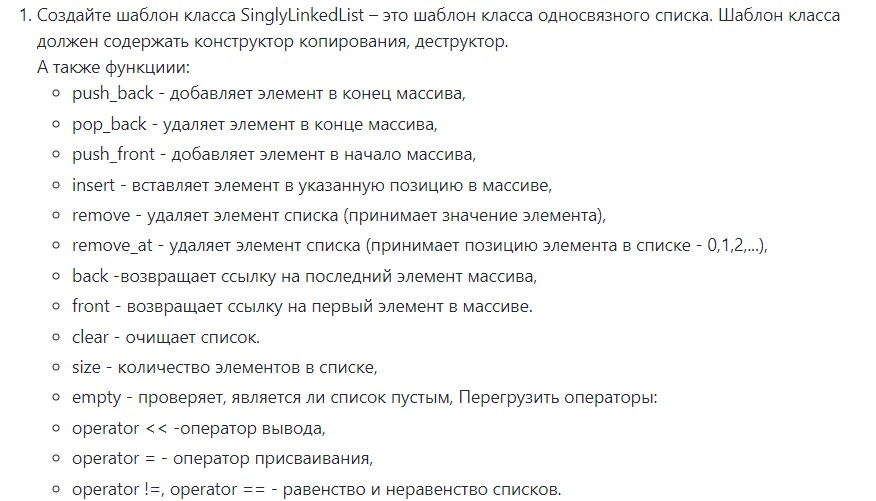 1. Создайте шаблон класса SinglyLinkedList – это шаблон класса односвязного списка. Шаблон класса
должен содержать конструктор копирования, деструктор.
А также функциии:
◦ push_back - добавляет элемент в конец массива,
◦ pop_back - удаляет элемент в конце массива,
◦ push_front - добавляет элемент в начало массива,
◦ insert - вставляет элемент в указанную позицию в массиве,
◦ remove - удаляет элемент списка (принимает значение элемента),
◦ remove_at - удаляет элемент списка (принимает позицию элемента в списке - 0,1,2,...),
◦ back -возвращает ссылку на последний элемент массива,
◦ front - возвращает ссылку на первый элемент в массиве.
◦ clear - очищает список.
◦ size - количество элементов в списке,
◦ empty - проверяет, является ли список пустым, Перегрузить операторы:
◦ operator << -оператор вывода,
◦ operator = - оператор присваивания,
◦ operator !=, operator == - равенство и неравенство списков.